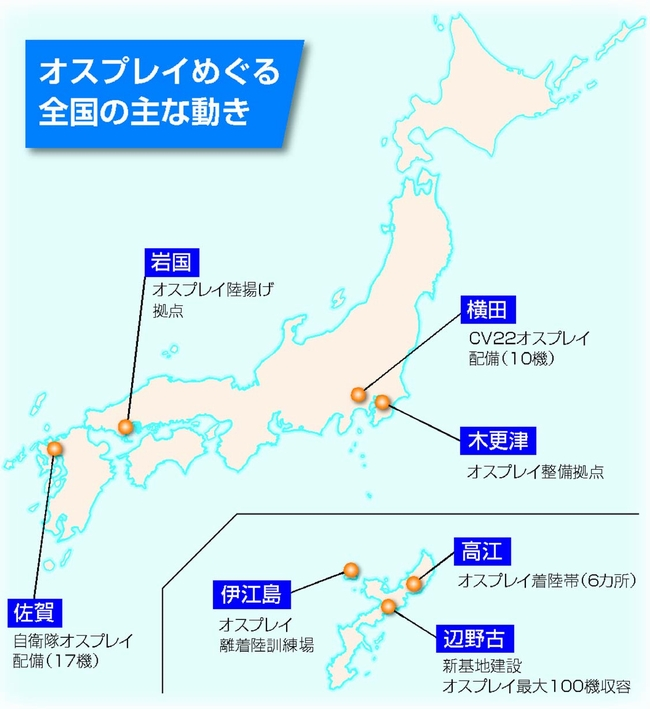 オスプレイめぐる
全国の主な動き
岩国
オスプレイ陸揚げ
拠点
横田
CV22オスプレイ
配備(10機)
木更津
オスプレイ整備拠点
佐賀
自衛隊オスプレイ
配備(17機)
高江
オスプレイ着陸帯(6カ所)
伊江島
オスプレイ
離着陸訓練場
辺野古
新基地建設
オスプレイ最大100機収容